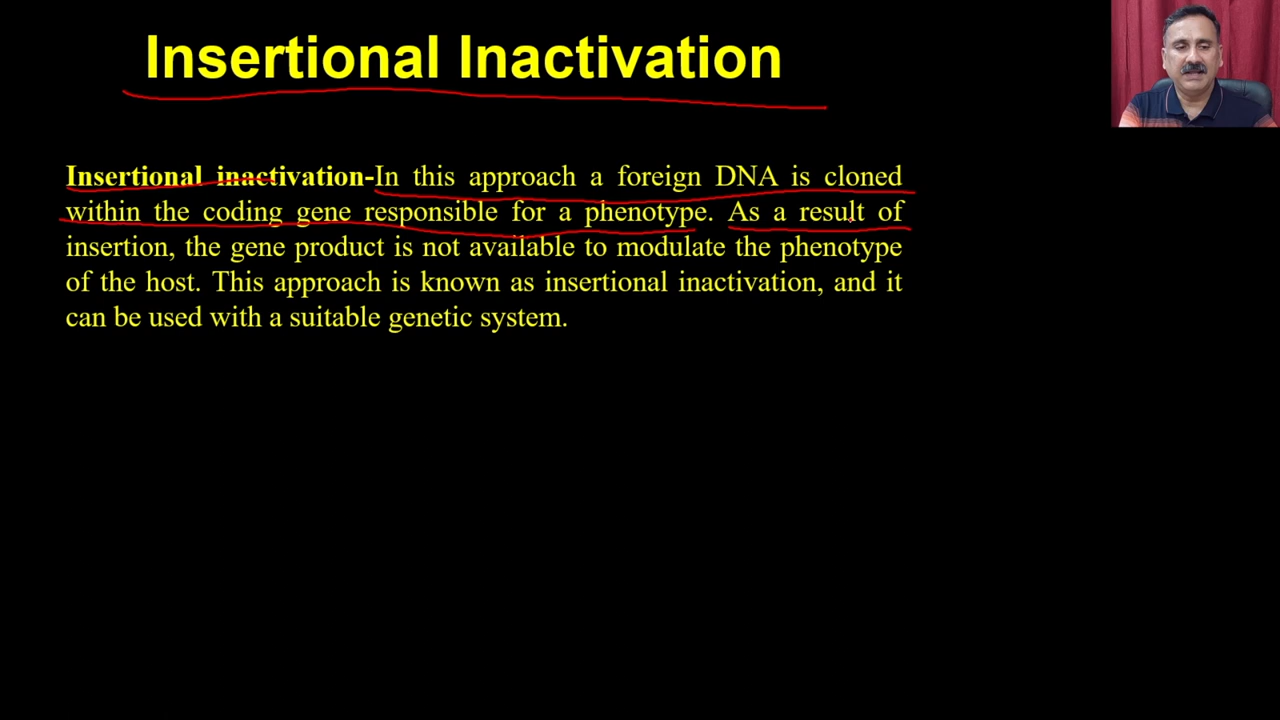 Insertional Inactivation
Insertional inactivation-In this approach a foreign DNA is cloned
within the coding gene responsible for a phenotype. As a result of
insertion, the gene product is not available to modulate the phenotype
of the host. This approach is known as insertional inactivation, and it
can be used with a suitable genetic system.